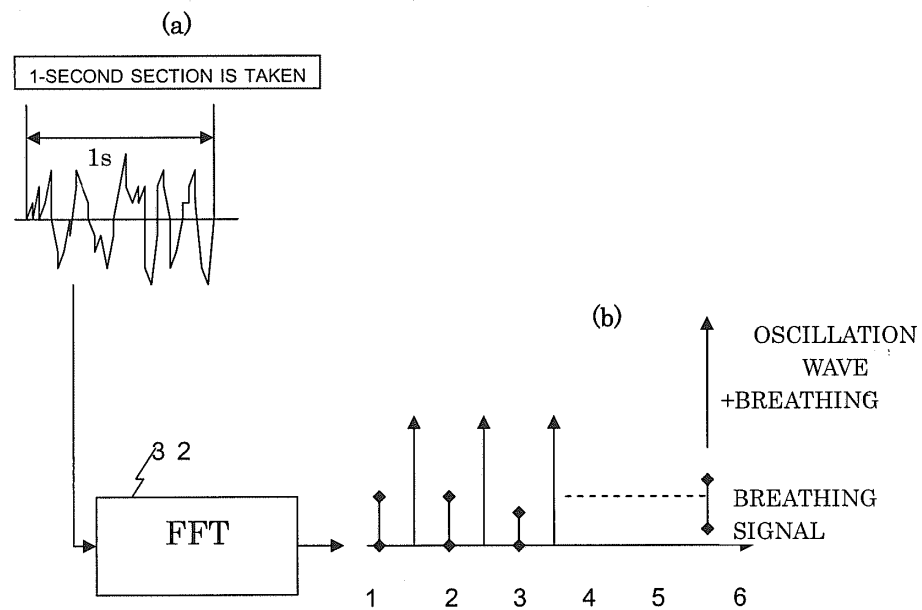 (a)
1-SECOND SECTION IS TAKEN
1s
(b)
OSCILLATION
WAVE
+BREATHING
3 2
FFT
BREATHING
SIGNAL
1 2 3 4 5 6